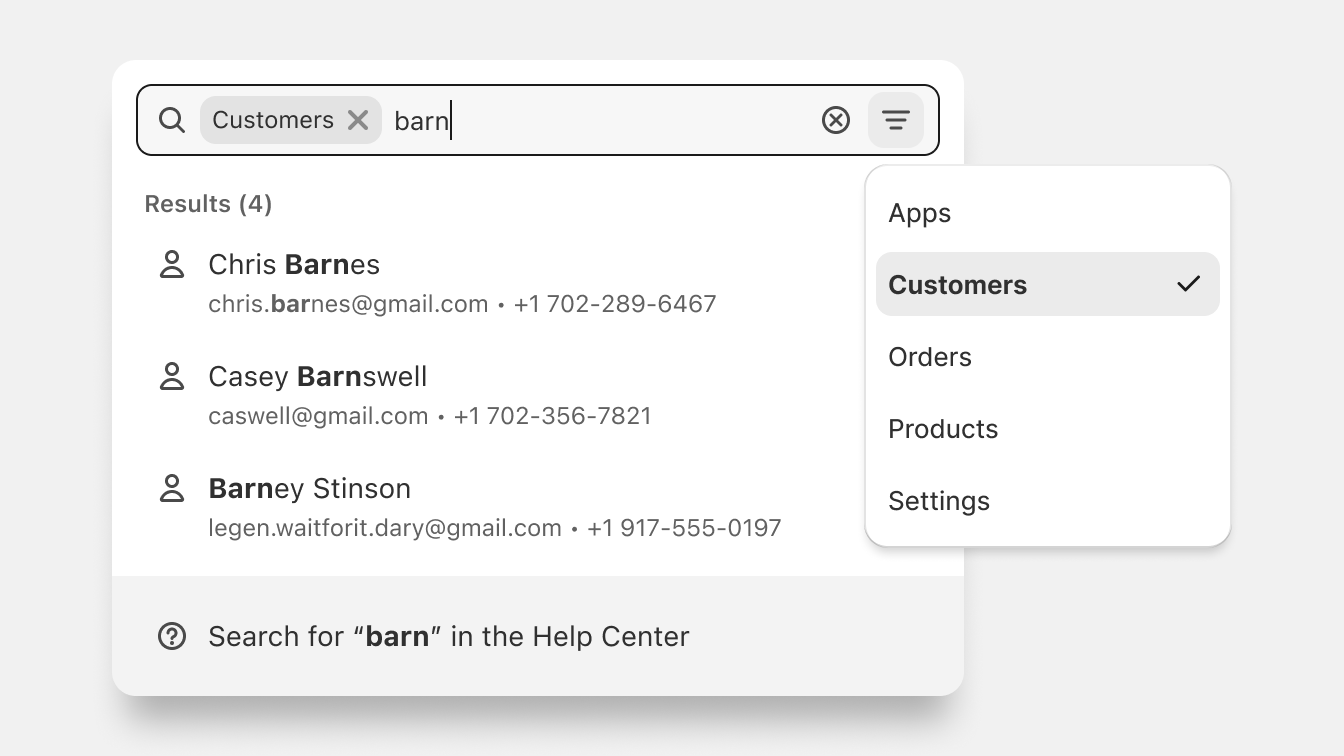 Customers barn
Results (4)
Chris Barnes
chris.barnes@gmail.com • +1 702-289-6467
Casey Barnswell
caswell@gmail.com • +1 702-356-7821
Barney Stinson
legen.waitforit.dary@gmail.com • +1 917-555-0197
Search for “barn” in the Help Center
Apps
Customers
Orders
Products
Settings